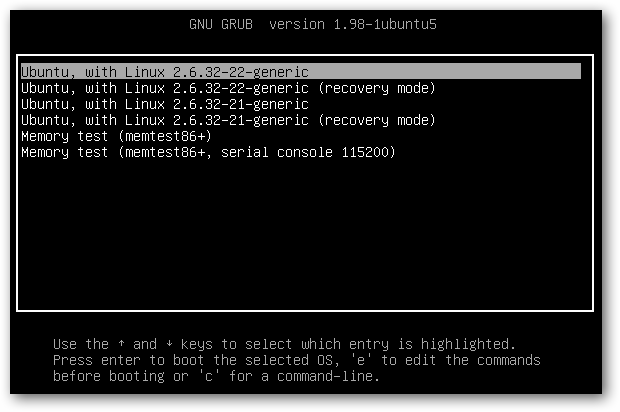 GNU GRUB  version 1.98-1ubuntu5
Ubuntu, with Linux 2.6.32-22-generic
Ubuntu, with Linux 2.6.32-22-generic (recovery mode)
Ubuntu, with Linux 2.6.32-21-generic
Ubuntu, with Linux 2.6.32-21-generic (recovery mode)
Memory test (memtest86+)
Memory test (memtest86+, serial console 115200)
Use the ↑ and ↓ keys to select which entry is highlighted.
Press enter to boot the selected OS, 'e' to edit the commands
before booting or 'c' for a command-line.